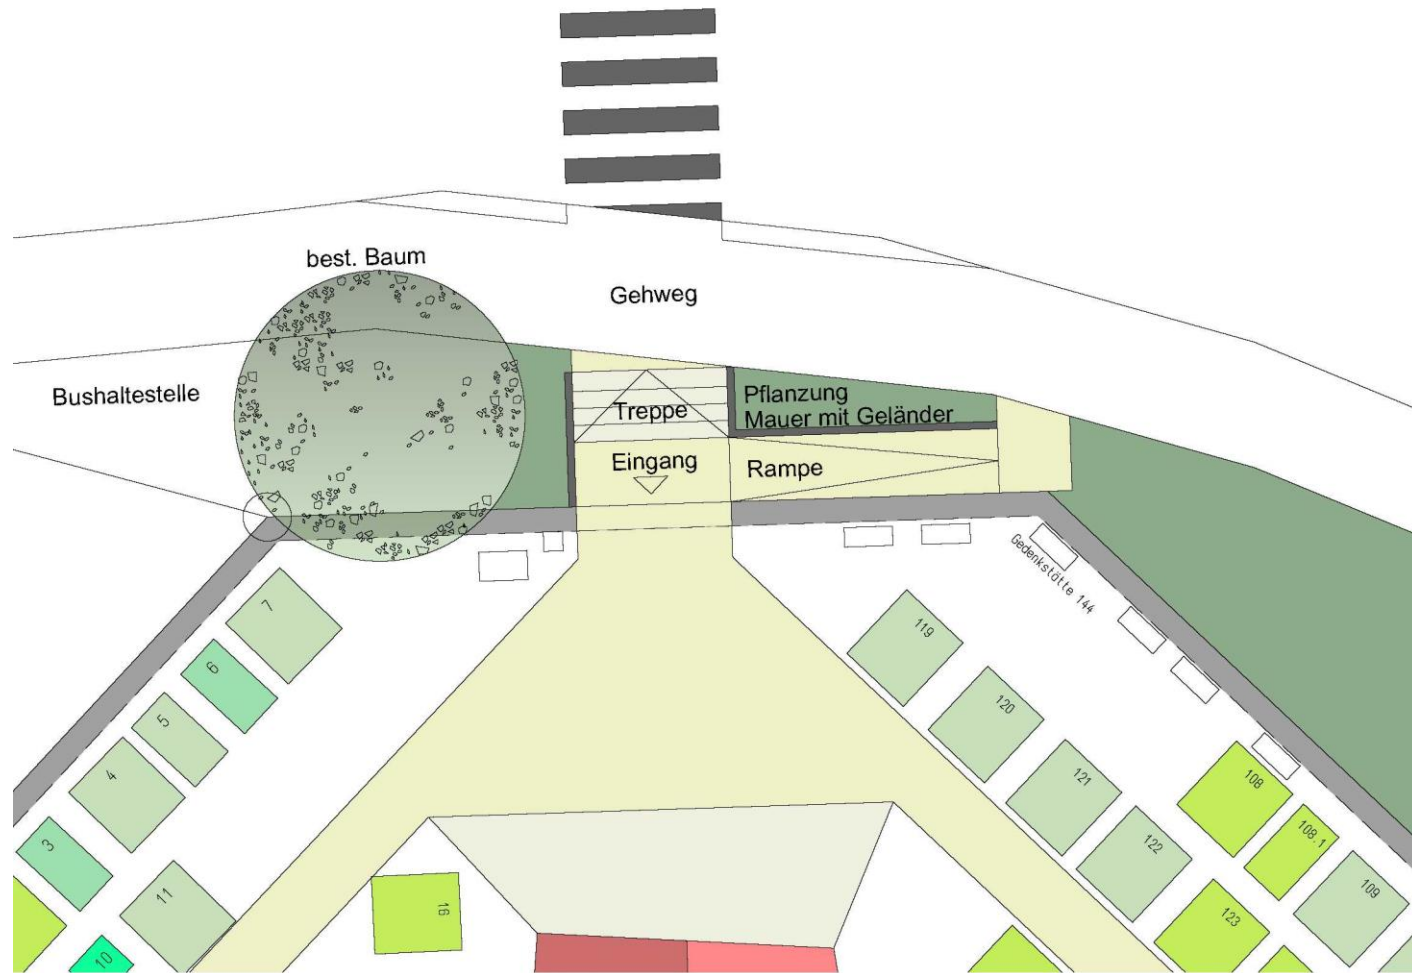 best. Baum
Gehweg
Bushaltestelle
Treppe
Pflanzung
Mauer mit Geländer
Eingang
Rampe
Gedenkstätte 144
7
6
5
4
3
11
10
16
119
120
121
122
123
108
108.1
109